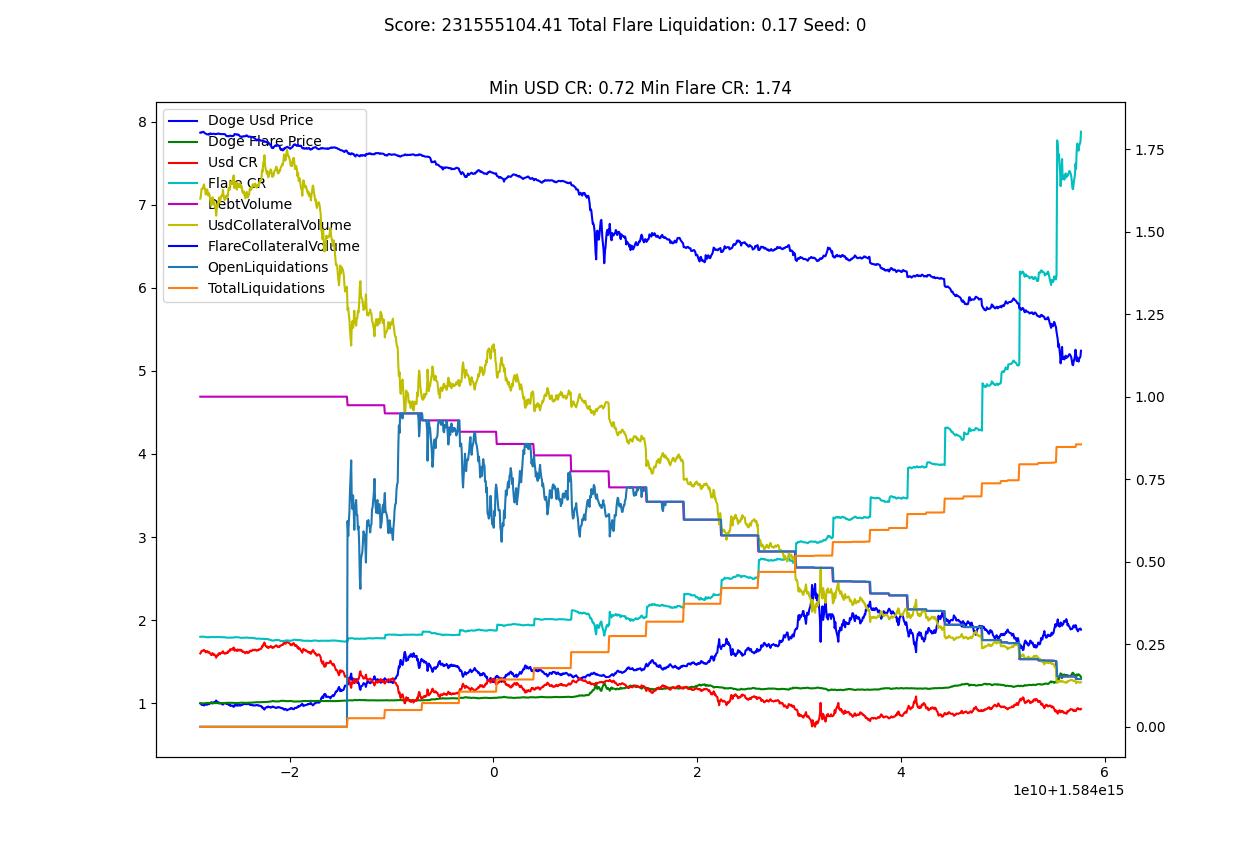 Score: 231555104.41 Total Flare Liquidation: 0.17 Seed: 0
Min USD CR: 0.72 Min Flare CR: 1.74
Doge Usd Price
Doge Flare Price
Usd CR
Flare CR
DebtVolume
UsdCollateralVolume
FlareCollateralVolume
OpenLiquidations
TotalLiquidations
8
7
6
5
4
3
2
1
1.75
1.50
1.25
1.00
0.75
0.50
0.25
0.00
−2 0 2 4 6
1e10+1.584e15